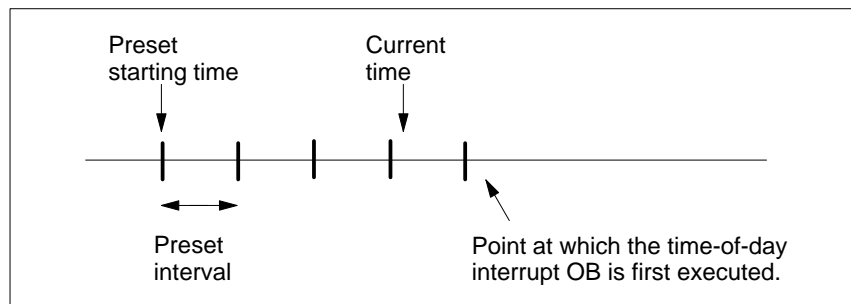 Preset
starting time
Current
time
Preset
interval
Point at which the time-of-day
interrupt OB is first executed.